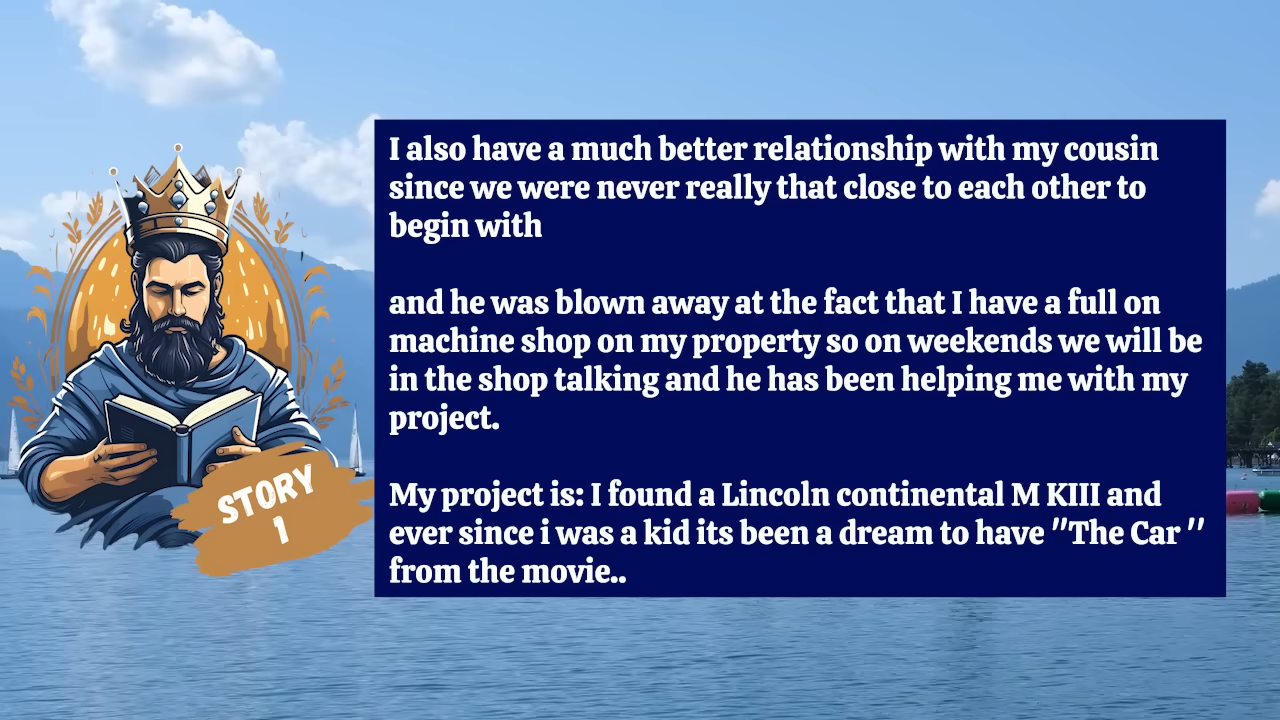 I also have a much better relationship with my cousin
since we were never really that close to each other to
begin with
and he was blown away at the fact that I have a full on
machine shop on my property so on weekends we will be
in the shop talking and he has been helping me with my
project.
My project is: I found a Lincoln continental M KIII and
ever since i was a kid its been a dream to have "The Car "
from the movie..
STORY
1